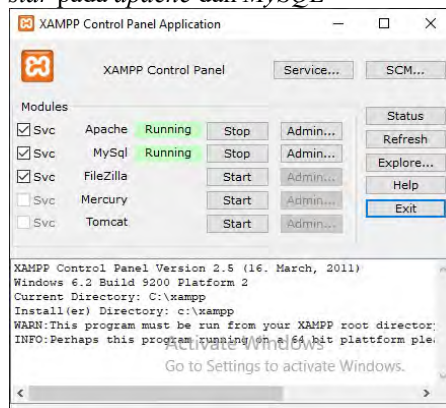 star pada apache dan MySQL
XAMPP Control Panel Application
XAMPP Control Panel
Service...
SCM...
Modules
Status
Svc Apache Running Stop Admin...
Refresh
Svc MySql Running Stop Admin...
Explore...
Svc FileZilla Start Admin...
Help
Svc Mercury Start Admin...
Exit
Svc Tomcat Start Admin...
XAMPP Control Panel Version 2.5 (16. March, 2011)
Windows 6.2 Build 9200 Platform 2
Current Directory: C:\xampp
Install(er) Directory: c:\xampp
WARN:This program must be run from your XAMPP root director
INFO:Perhaps this program running on a 64 bit plattform plea
Activate Windows
Go to Settings to activate Windows.